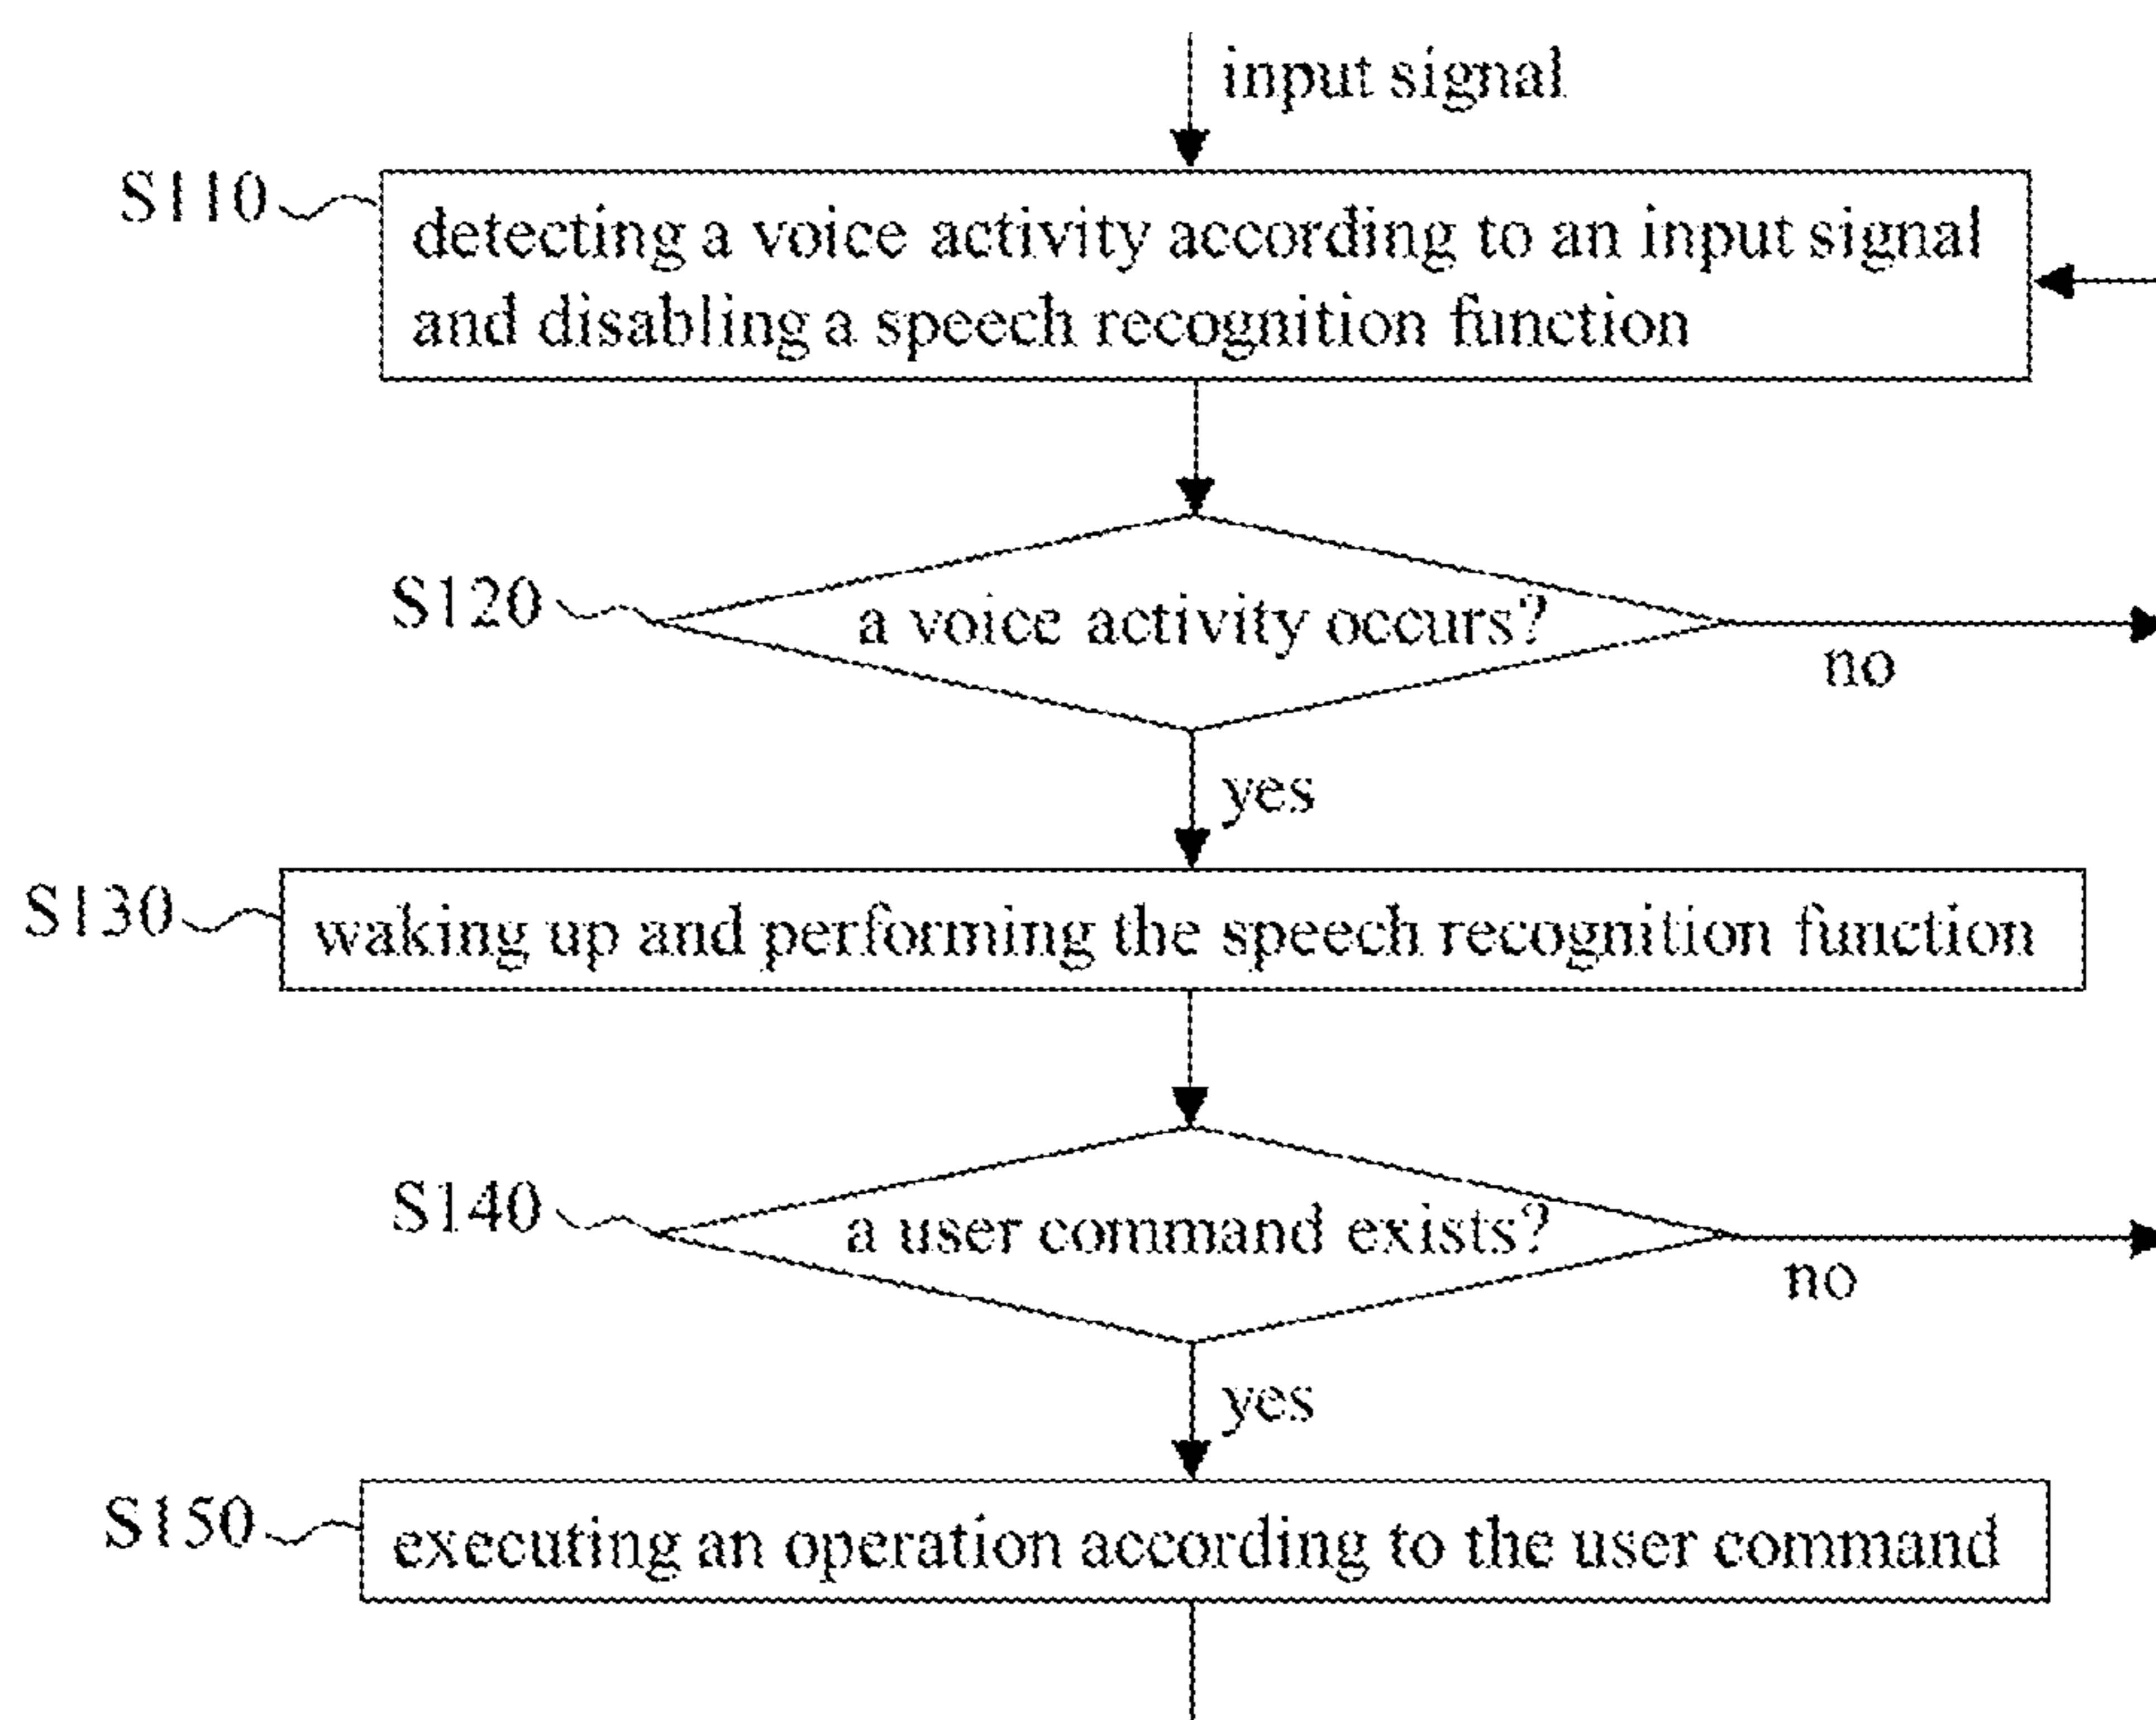 input signal
S110
detecting a voice activity according to an input signal
and disabling a speech recognition function
S120
a voice activity occurs?
no
yes
S130
waking up and performing the speech recognition function
S140
a user command exists?
no
yes
S150
executing an operation according to the user command